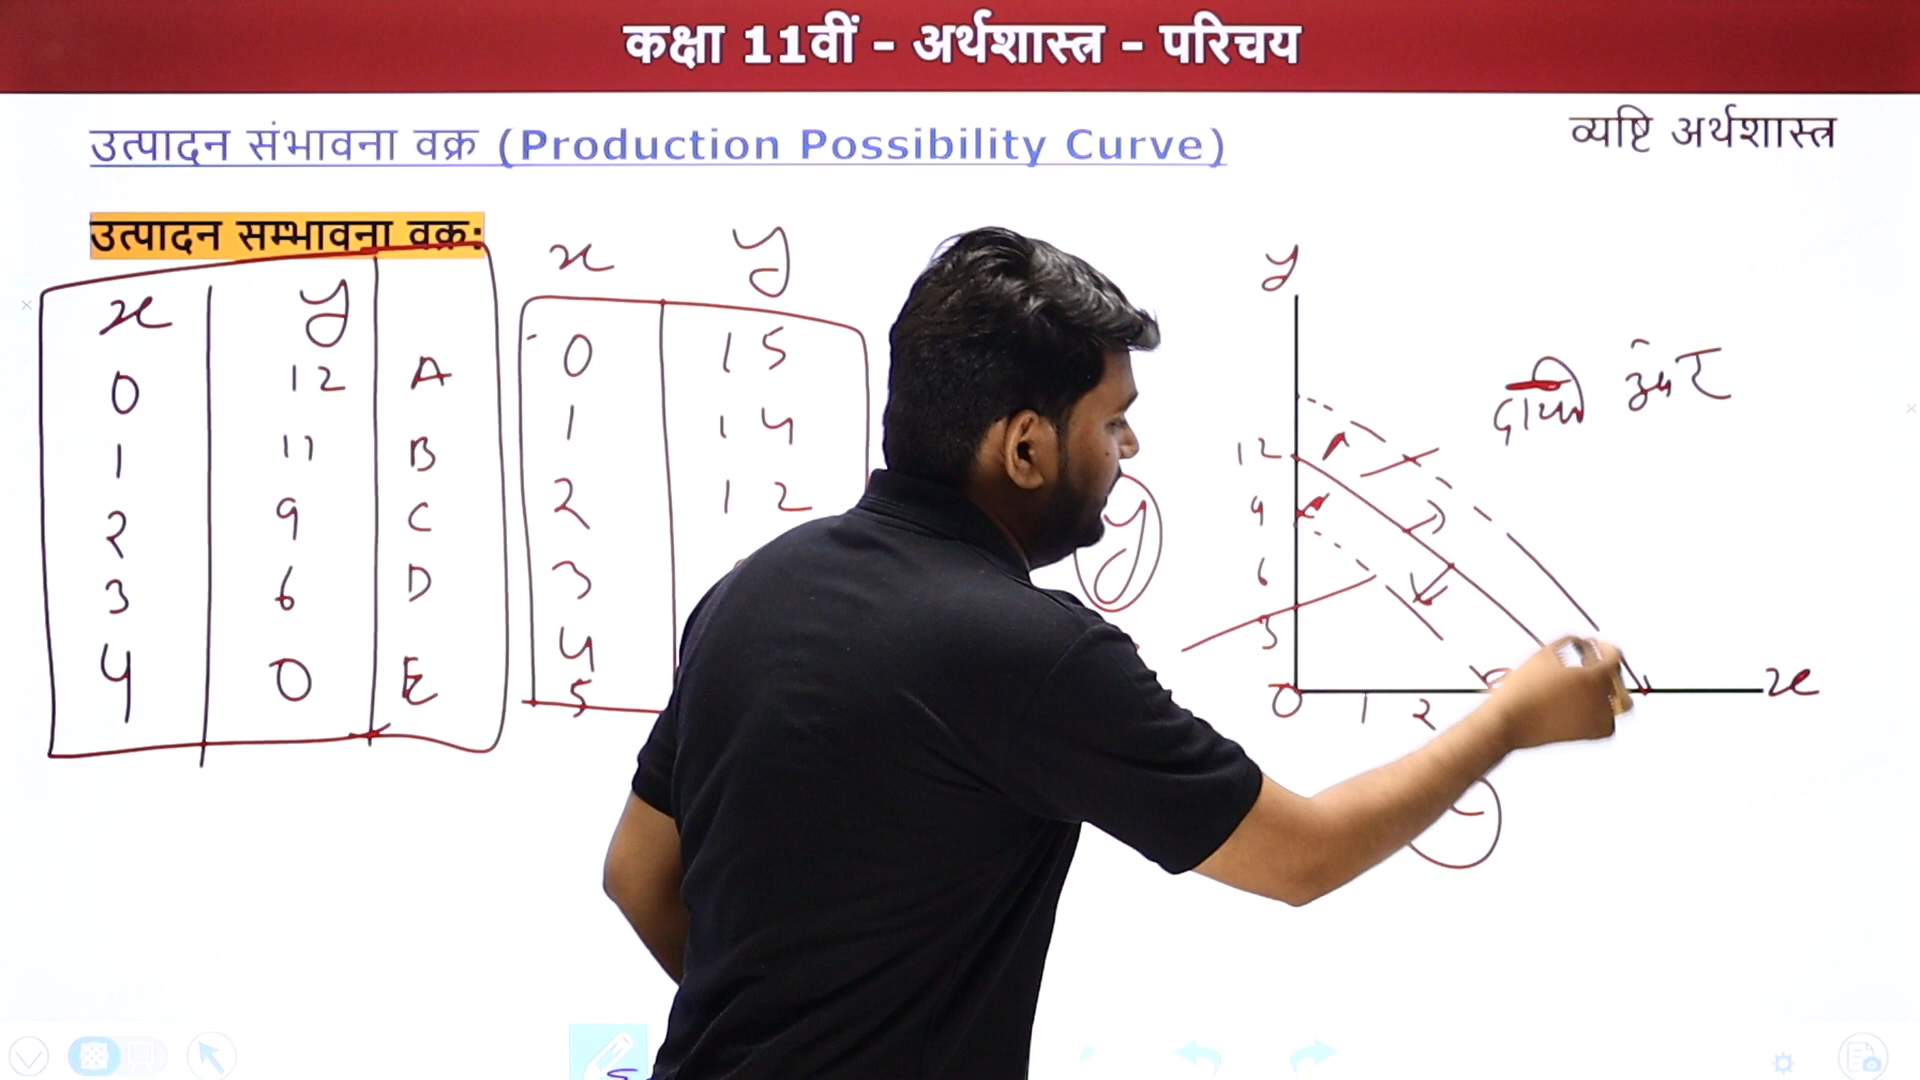 कक्षा 11वीं - अर्थशास्त्र - परिचय
उत्पादन संभावना वक्र (Production Possibility Curve)
व्यष्टि अर्थशास्त्र
उत्पादन सम्भावना वक्र:
x y
0 12 A
1 11 B
2 9 C
3 6 D
4 0 E
x y
0 15
1 14
2 12
3
4
5
y
y
12
9
6
3
0 1 2
x